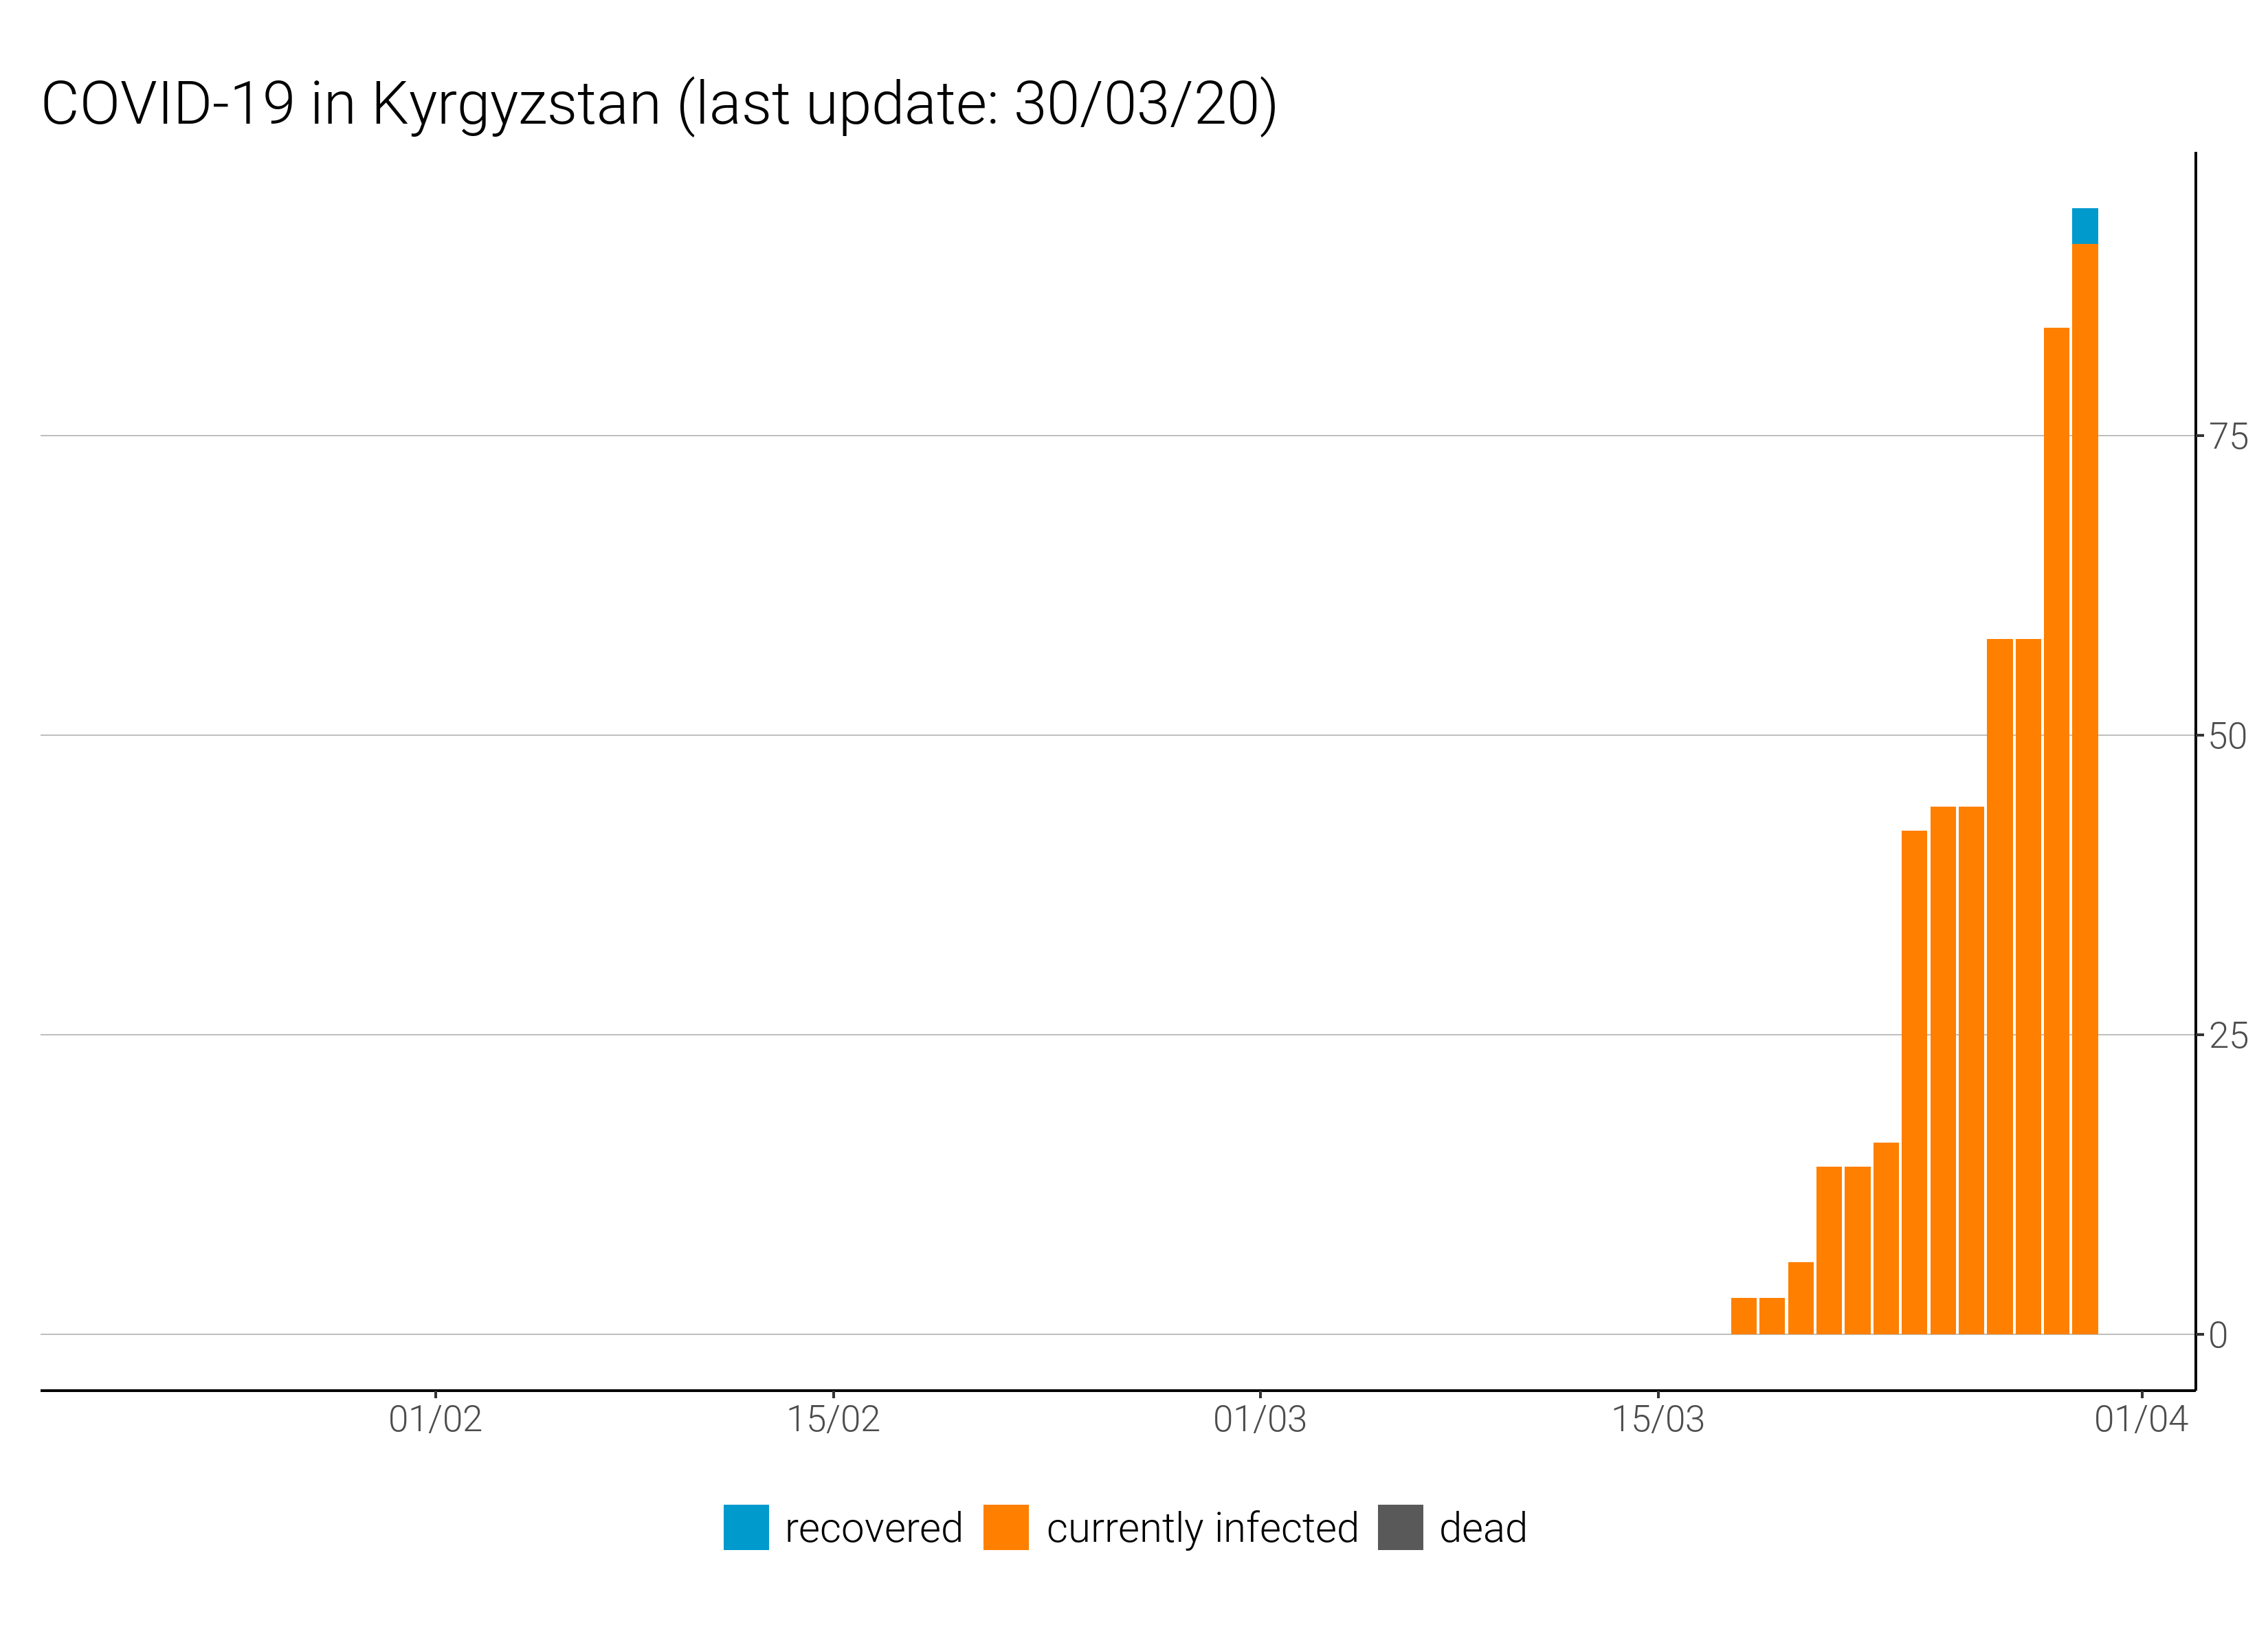 COVID-19 in Kyrgyzstan (last update: 30/03/20)
75
50
25
0
01/02 15/02 01/03 15/03 01/04
recovered currently infected dead